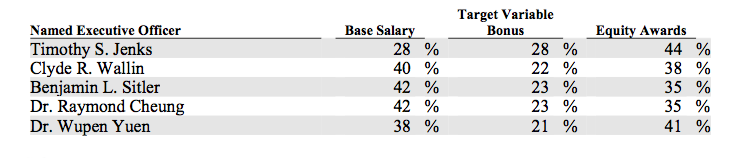 Target Variable
Named Executive Officer Base Salary Bonus Equity Awards
Timothy S. Jenks 28 % 28 % 44 %
Clyde R. Wallin 40 % 22 % 38 %
Benjamin L. Sitler 42 % 23 % 35 %
Dr. Raymond Cheung 42 % 23 % 35 %
Dr. Wupen Yuen 38 % 21 % 41 %